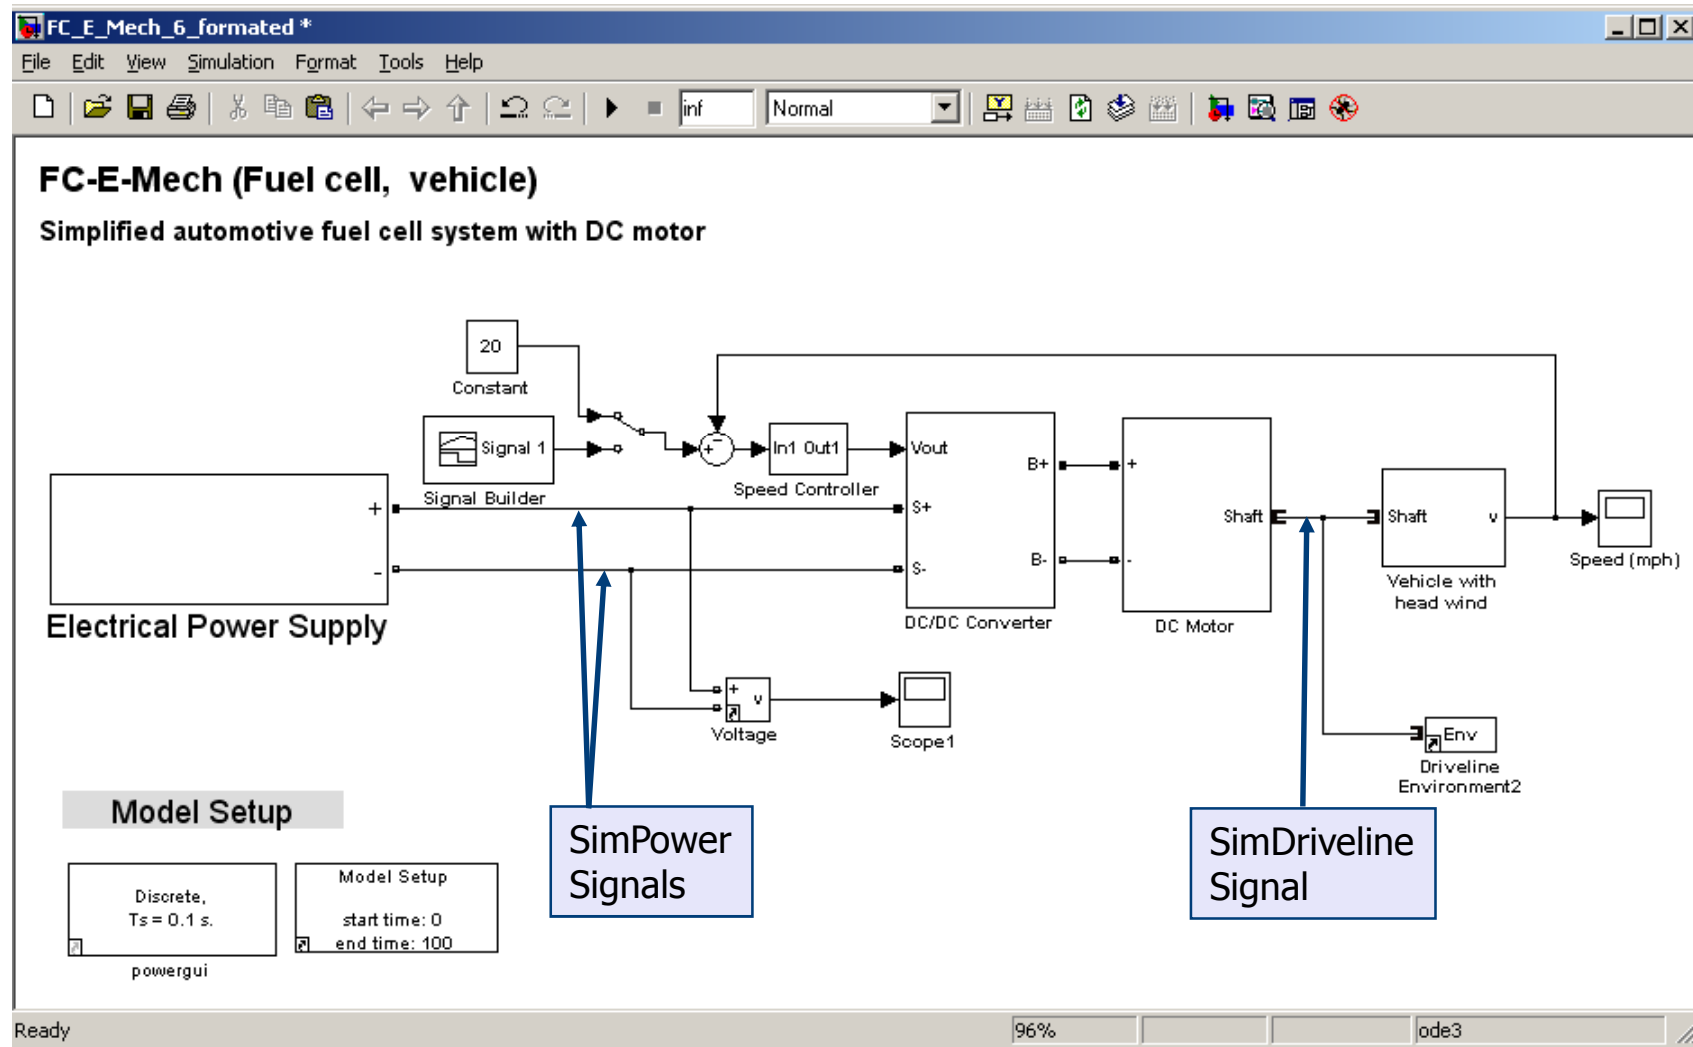 FC_E_Mech_6_formated *
File Edit View Simulation Format Tools Help
inf Normal
FC-E-Mech (Fuel cell, vehicle)
Simplified automotive fuel cell system with DC motor
20
Constant
Signal 1
Signal Builder
+ -
In1 Out1
Speed Controller
Vout
S+
S-
B+
B-
DC/DC Converter
+
-
Shaft
DC Motor
Shaft v
Vehicle with
head wind
Speed (mph)
+
-
Electrical Power Supply
+
-
v
Voltage
Scope1
Env
Driveline
Environment2
SimPower
Signals
SimDriveline
Signal
Model Setup
Discrete,
Ts = 0.1 s.
powergui
Model Setup
start time: 0
end time: 100
Ready 96% ode3